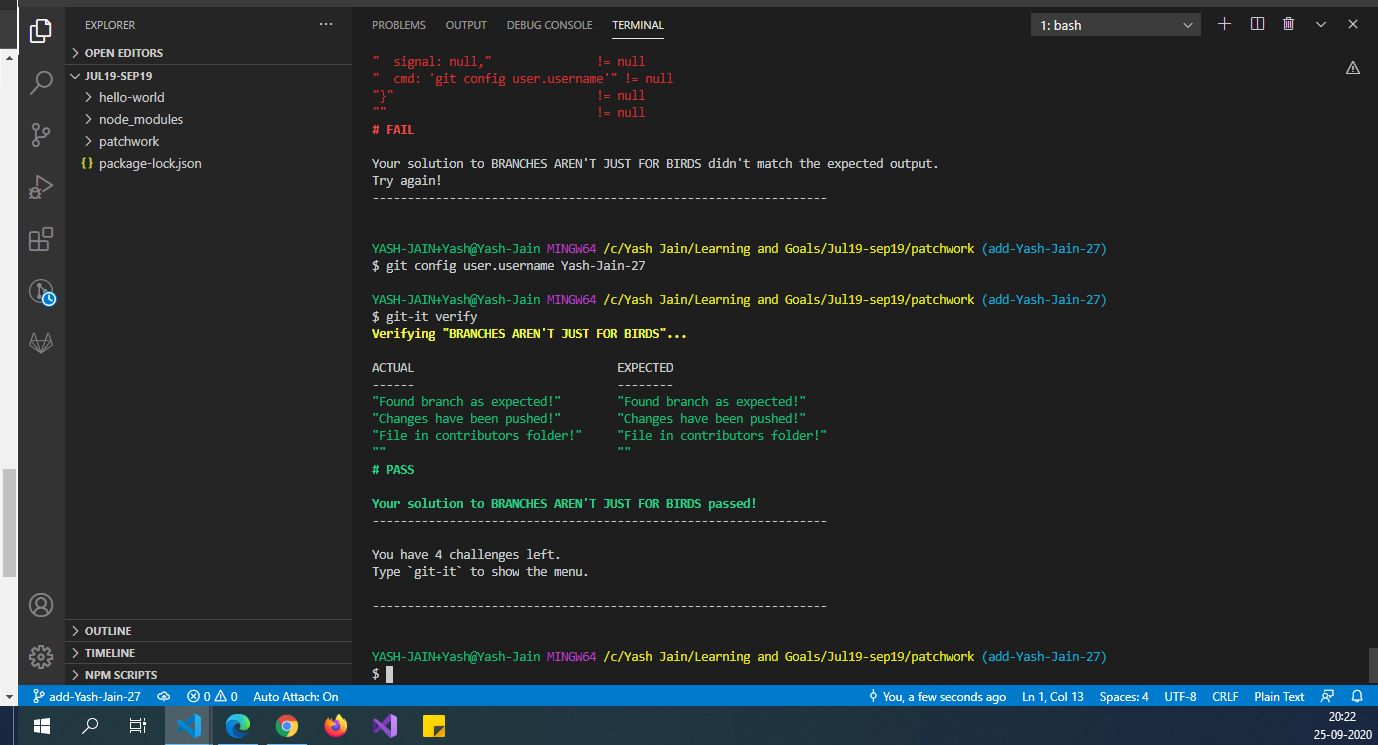 EXPLORER
OPEN EDITORS
JUL19-SEP19
hello-world
node_modules
patchwork
{} package-lock.json
OUTLINE
TIMELINE
NPM SCRIPTS
PROBLEMS OUTPUT DEBUG CONSOLE TERMINAL 1: bash
"  signal: null," != null
"  cmd: 'git config user.username'" != null
"}" != null
"" != null
# FAIL
Your solution to BRANCHES AREN'T JUST FOR BIRDS didn't match the expected output.
Try again!
-----------------------------------------------------------------
YASH-JAIN+Yash@Yash-Jain MINGW64 /c/Yash Jain/Learning and Goals/Jul19-sep19/patchwork (add-Yash-Jain-27)
$ git config user.username Yash-Jain-27
YASH-JAIN+Yash@Yash-Jain MINGW64 /c/Yash Jain/Learning and Goals/Jul19-sep19/patchwork (add-Yash-Jain-27)
$ git-it verify
Verifying "BRANCHES AREN'T JUST FOR BIRDS"...
ACTUAL EXPECTED
------ --------
"Found branch as expected!" "Found branch as expected!"
"Changes have been pushed!" "Changes have been pushed!"
"File in contributors folder!" "File in contributors folder!"
"" ""
# PASS
Your solution to BRANCHES AREN'T JUST FOR BIRDS passed!
-----------------------------------------------------------------
You have 4 challenges left.
Type `git-it` to show the menu.
-----------------------------------------------------------------
YASH-JAIN+Yash@Yash-Jain MINGW64 /c/Yash Jain/Learning and Goals/Jul19-sep19/patchwork (add-Yash-Jain-27)
$
add-Yash-Jain-27 0 0 Auto Attach: On You, a few seconds ago Ln 1, Col 13 Spaces: 4 UTF-8 CRLF Plain Text
20:22
25-09-2020